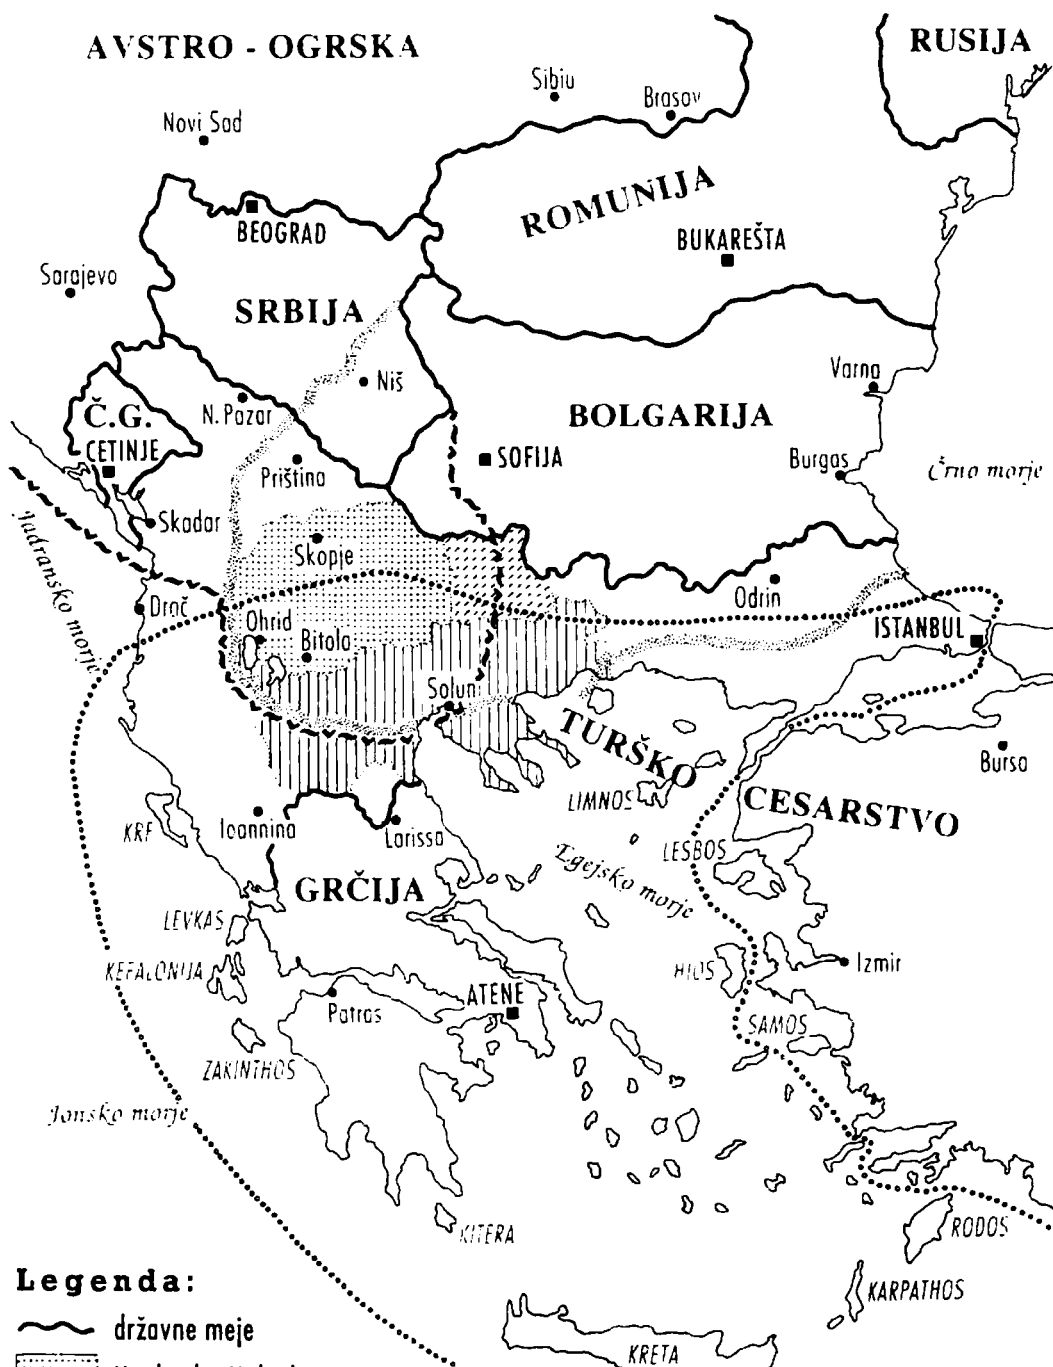 AVSTRO - OGRSKA
RUSIJA
Sibiu
Brasov
Novi Sad
ROMUNIJA
BEOGRAD
BUKAREŠTA
Sarajevo
SRBIJA
Varna
Niš
N. Pazar
Č.G.
CETINJE
BOLGARIJA
SOFIJA
Burgas
Črno morje
Priština
Skadar
Skopje
Jadransko morje
Drač
Odrin
Ohrid
Bitola
ISTANBUL
Solun
TURŠKO
CESARSTVO
Bursa
LIMNOS
KRF
Ioannina
Larissa
LESBOS
Egejsko morje
GRČIJA
LEVKAS
KEFALONIJA
HIOS
Izmir
ATENE
Patras
SAMOS
ZAKINTHOS
Jonsko morje
KITERA
RODOS
KARPATHOS
KRETA
Legenda:
državne meje